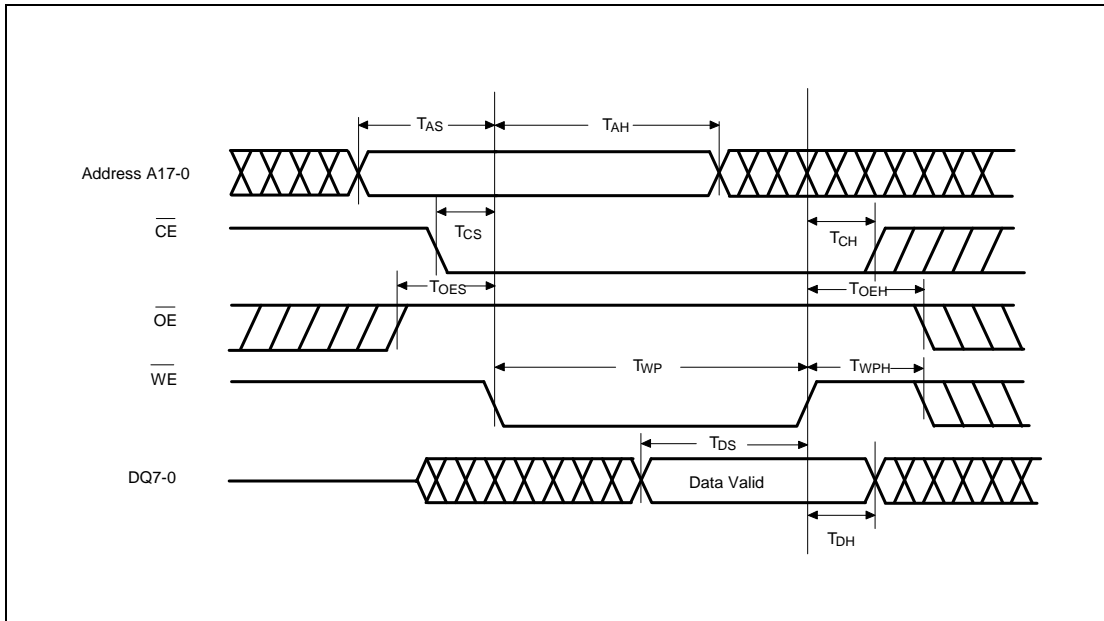 TAS
TAH
Address A17-0
CE
TCS
TCH
TOES
TOEH
OE
TWP
TWPH
WE
TDS
DQ7-0
Data Valid
TDH